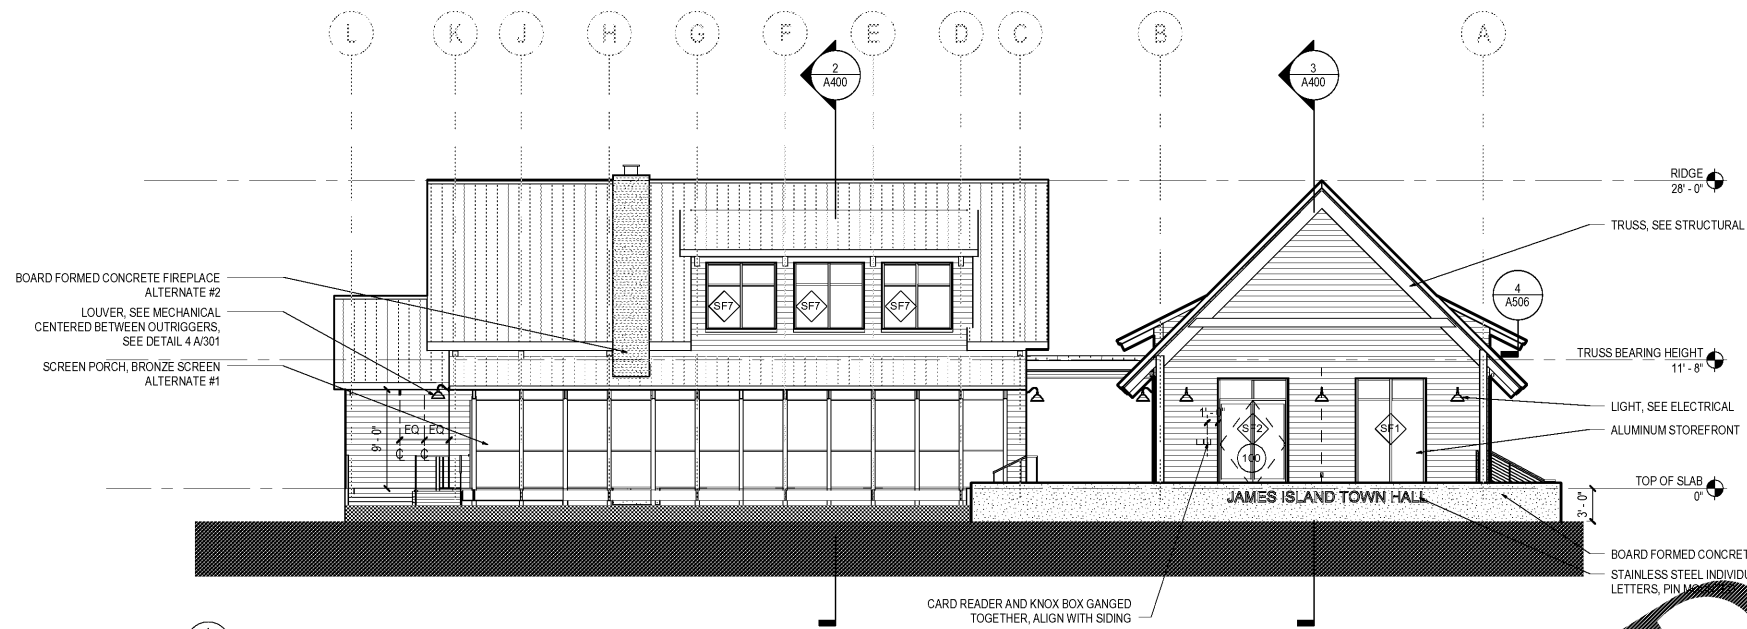 L K J H G F E D C B A
2
A400
3
A400
RIDGE
28' - 0"
TRUSS, SEE STRUCTURAL
4
A506
BOARD FORMED CONCRETE FIREPLACE
ALTERNATE #2
LOUVER, SEE MECHANICAL
CENTERED BETWEEN OUTRIGGERS,
SEE DETAIL 4 A/301
SCREEN PORCH, BRONZE SCREEN
ALTERNATE #1
SF7 SF7 SF7
TRUSS BEARING HEIGHT
11' - 8"
LIGHT, SEE ELECTRICAL
ALUMINUM STOREFRONT
9' - 0"
EQ EQ
1' - 0"
SF2
SF1
100
TOP OF SLAB
0"
3' - 0"
JAMES ISLAND TOWN HALL
BOARD FORMED CONCRET
STAINLESS STEEL INDIVIDU
LETTERS, PIN
CARD READER AND KNOX BOX GANGED
TOGETHER, ALIGN WITH SIDING